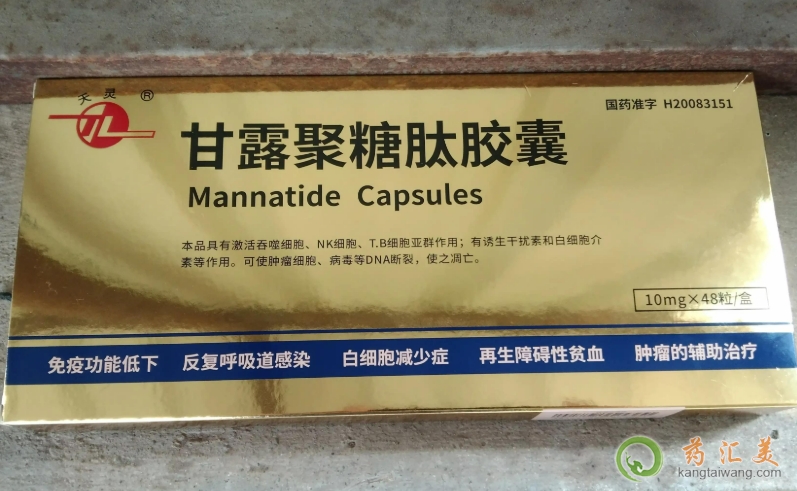 天灵 ®
国药准字 H20083151
甘露聚糖肽胶囊
Mannatide Capsules
本品具有激活吞噬细胞、NK细胞、T.B细胞亚群作用；有诱生干扰素和白细胞介
素等作用。可使肿瘤细胞、病毒等DNA断裂，使之凋亡。
10mg×48粒/盒
免疫功能低下 反复呼吸道感染 白细胞减少症 再生障碍性贫血 肿瘤的辅助治疗
药汇美
kangtaiwang.com